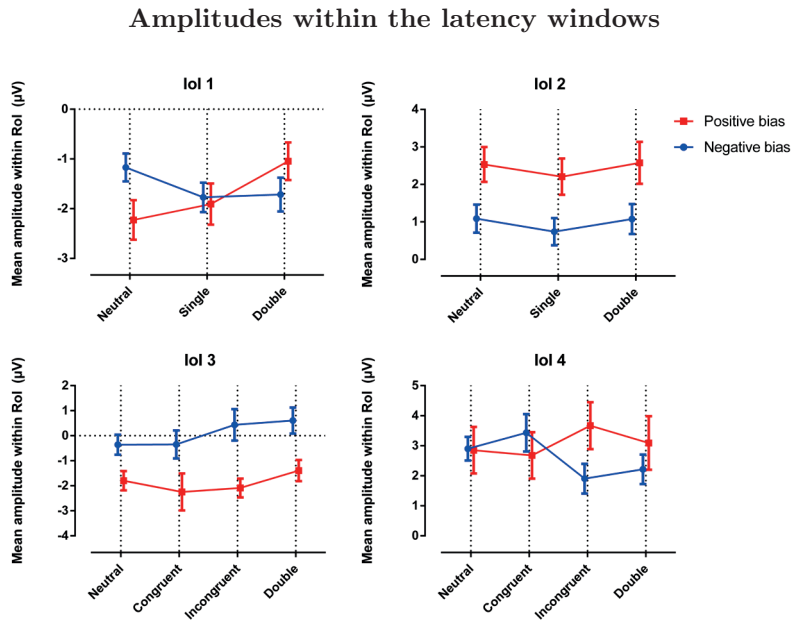 Amplitudes within the latency windows
IoI 1
Mean amplitude within RoI (µV)
0
-1
-2
-3
Neutral
Single
Double
IoI 2
Mean amplitude within RoI (µV)
4
3
2
1
0
Neutral
Single
Double
Positive bias
Negative bias
IoI 3
Mean amplitude within RoI (µV)
2
1
0
-1
-2
-3
-4
Neutral
Congruent
Incongruent
Double
IoI 4
Mean amplitude within RoI (µV)
5
4
3
2
1
0
Neutral
Congruent
Incongruent
Double